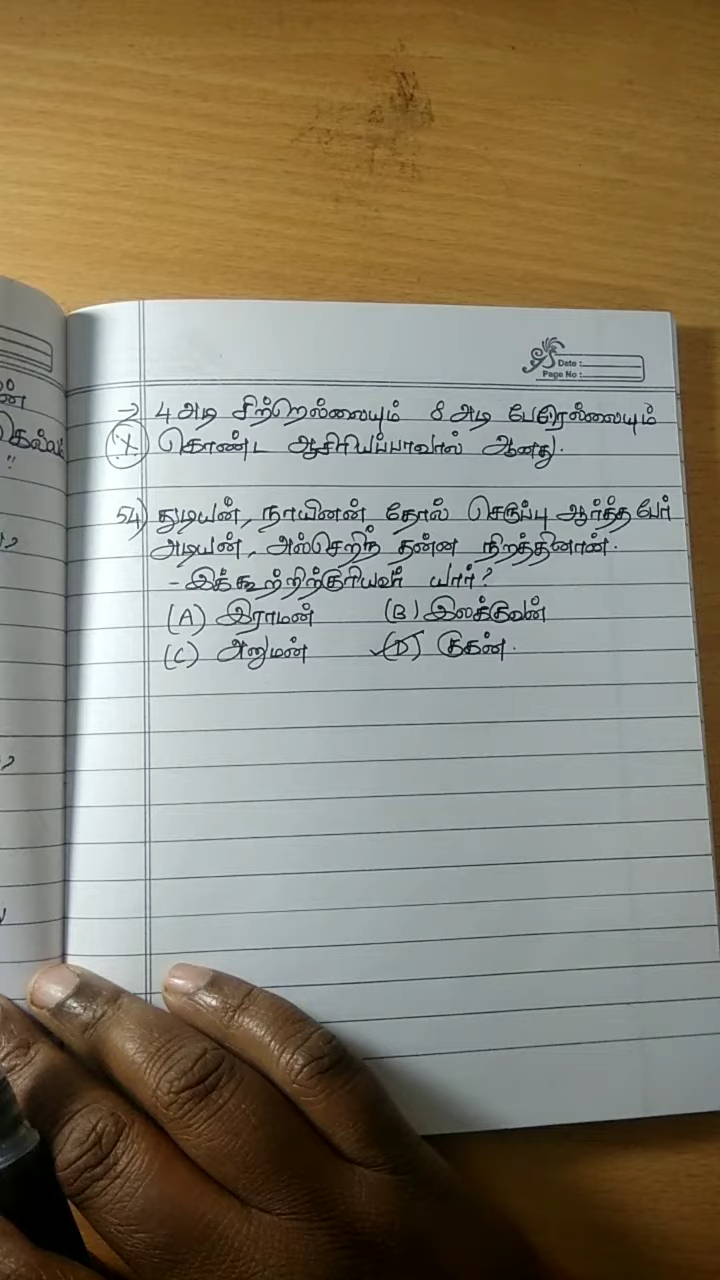 Date :
Page No :
→ 4 அடி சிற்றெல்லையும் 8 அடி பேரெல்லையும்
(X) கொண்ட ஆசிரியப்பாவால் ஆனது.
54) துடியன், நாயினன் தோல் செருப்பு ஆர்த்த பேர்
அடியன், அல்செறிந் தன்ன நிறத்தினான்.
- இக்கூற்றிற்குரியவர் யார்?
(A) இராமன் (B) இலக்குவன்
(C) அனுமன் (D) குகன்.